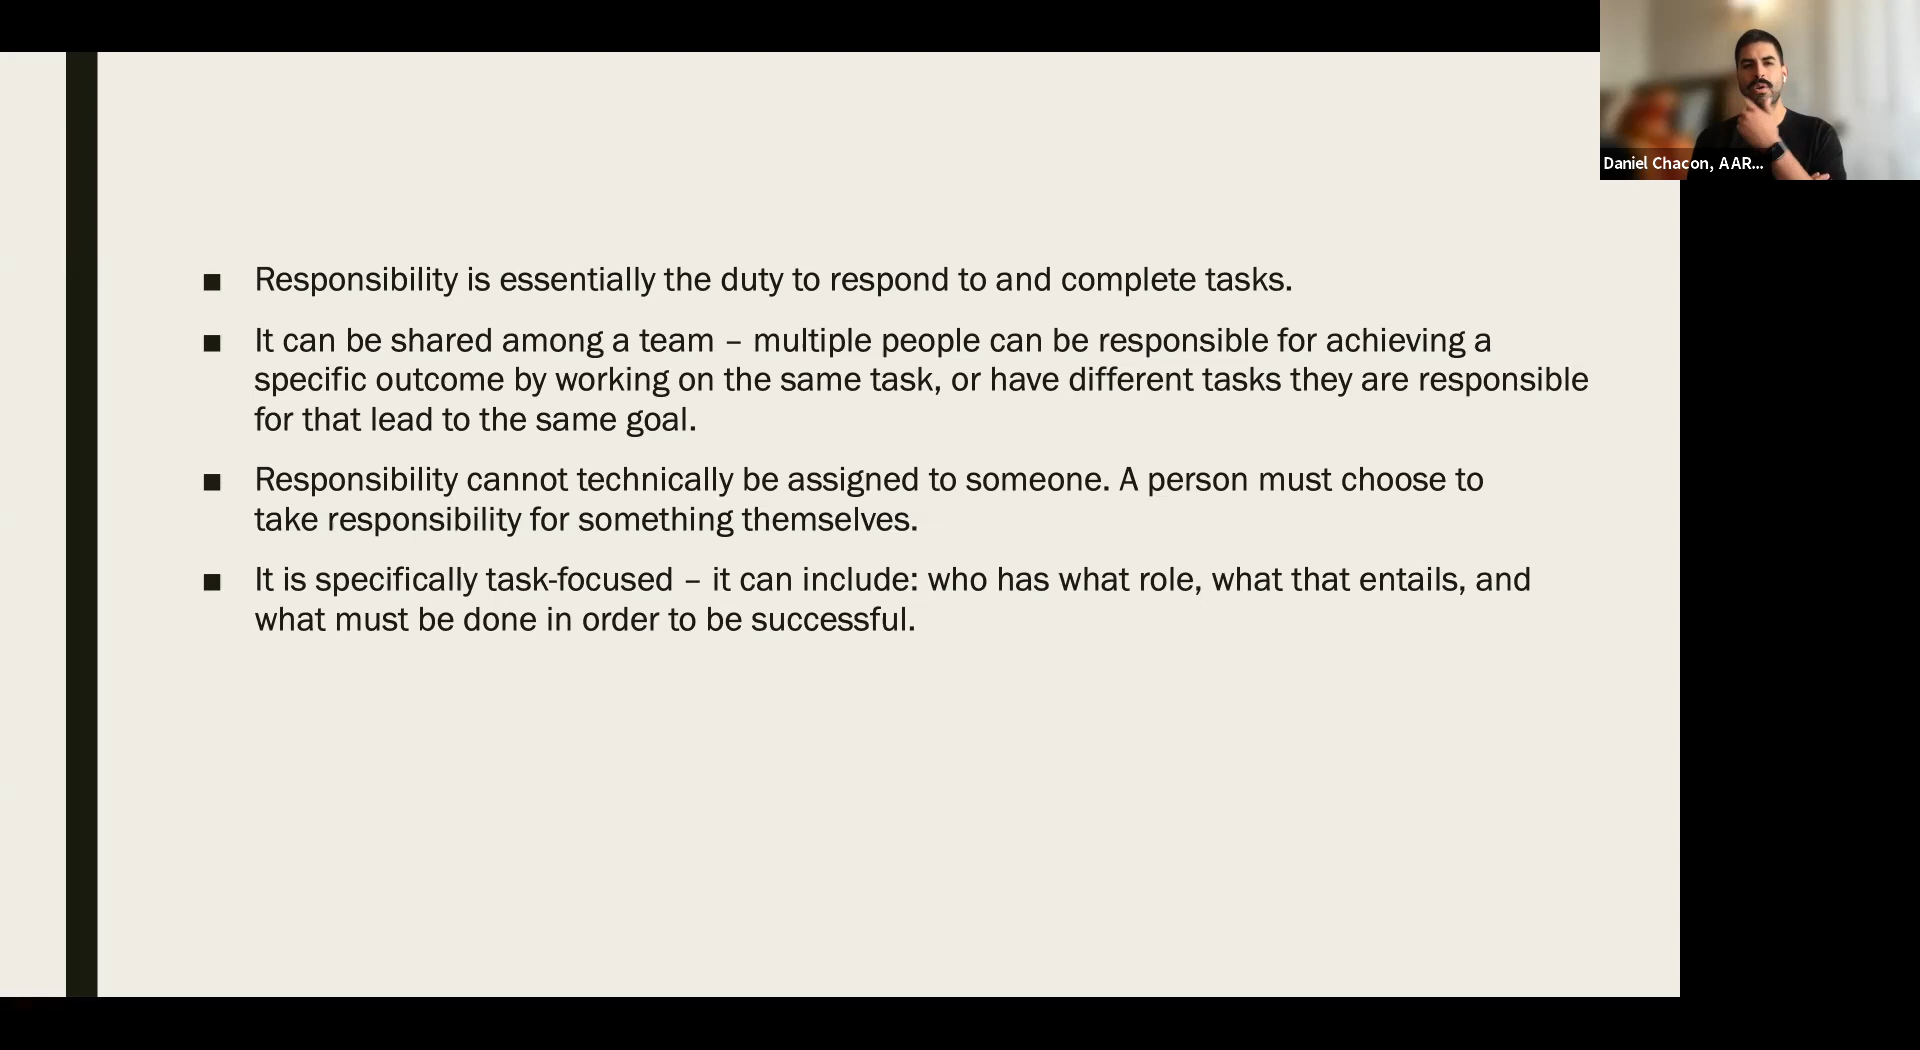 Responsibility is essentially the duty to respond to and complete tasks.
It can be shared among a team – multiple people can be responsible for achieving a
specific outcome by working on the same task, or have different tasks they are responsible
for that lead to the same goal.
Responsibility cannot technically be assigned to someone. A person must choose to
take responsibility for something themselves.
It is specifically task-focused – it can include: who has what role, what that entails, and
what must be done in order to be successful.
Daniel Chacon, AAR...